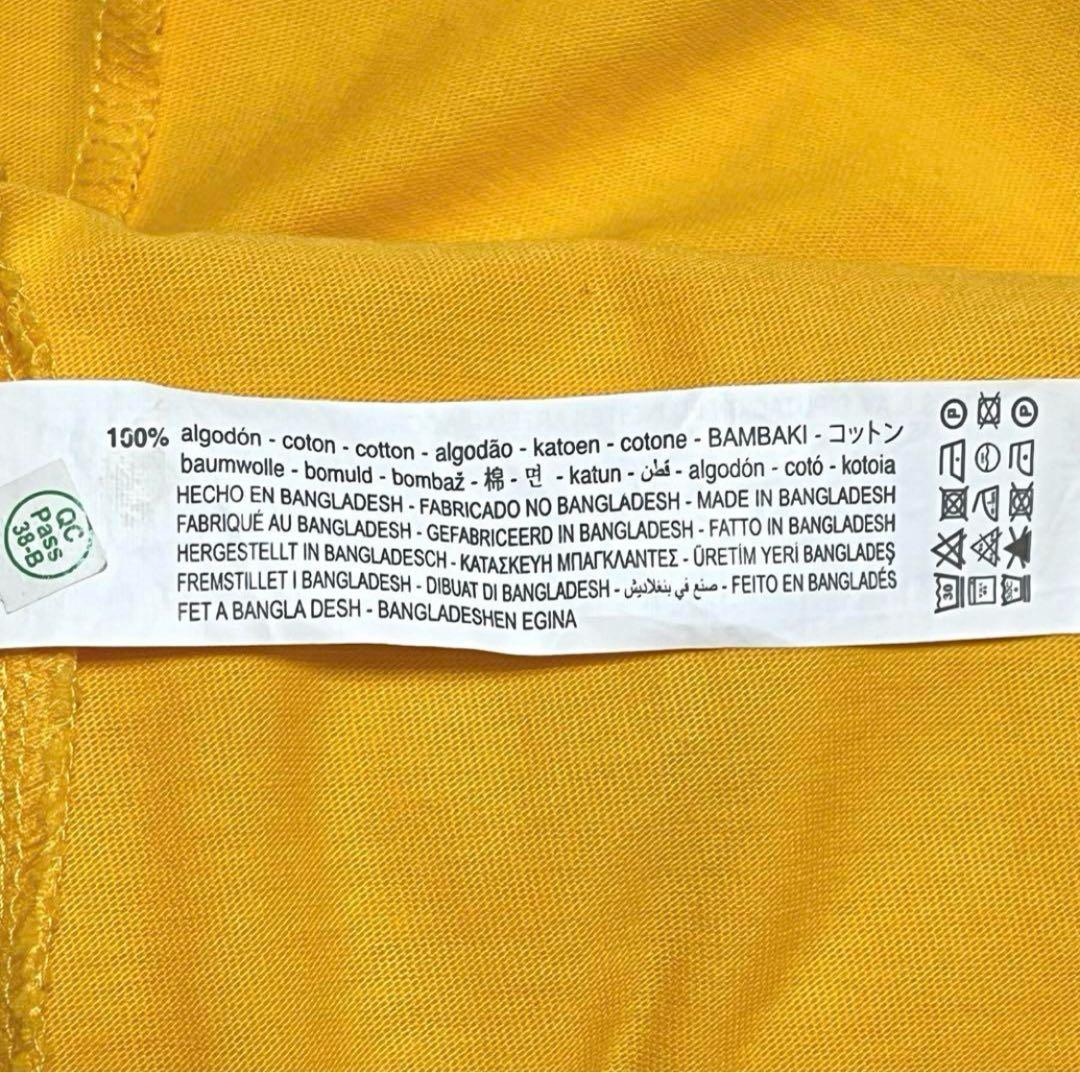 100% algodón - coton - cotton - algodão - katoen - cotone - BAMBAKI - コットン
baumwolle - bomuld - bombaž - 棉 - 면 - katun - قطن - algodón - cotó - kotoia
HECHO EN BANGLADESH - FABRICADO NO BANGLADESH - MADE IN BANGLADESH
FABRIQUÉ AU BANGLADESH - GEFABRICEERD IN BANGLADESH - FATTO IN BANGLADESH
HERGESTELLT IN BANGLADESCH - ΚΑΤΑΣΚΕΥΗ ΜΠΑΓΚΛΑΝΤΕΣ - ÜRETİM YERİ BANGLADEŞ
FREMSTILLET I BANGLADESH - DIBUAT DI BANGLADESH - صنع في بنغلاديش - FEITO EN BANGLADÉS
FET A BANGLA DESH - BANGLADESHEN EGINA
QC
Pass
38-B
P
P
30